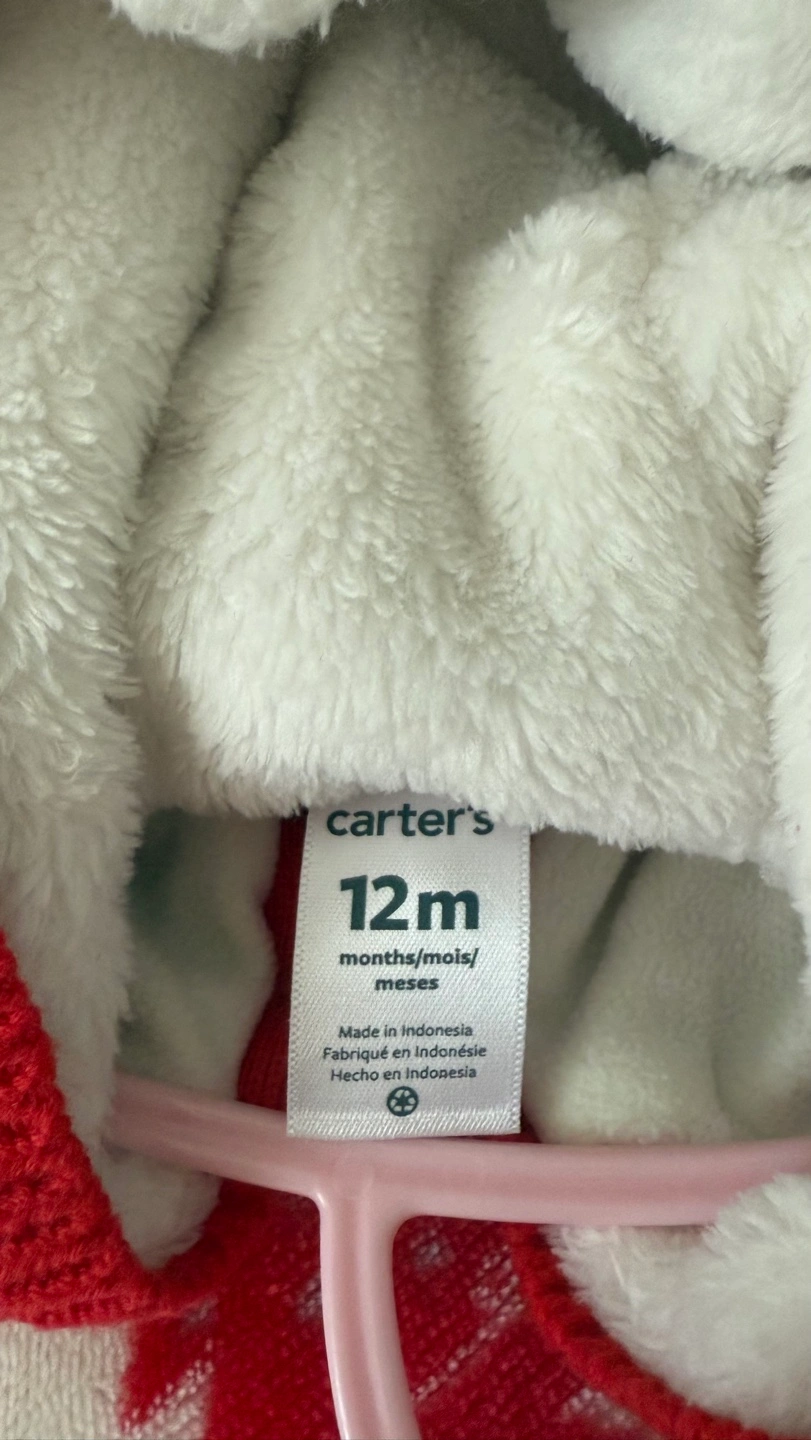 carter's
12m
months/mois/
meses
Made in Indonesia
Fabriqué en Indonésie
Hecho en Indonesia